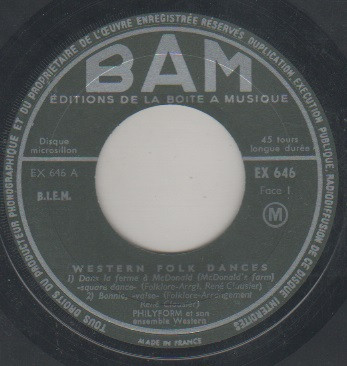 TOUS DROITS DU PRODUCTEUR PHONOGRAPHIQUE ET DU PROPRIETAIRE DE L'ŒUVRE ENREGISTRÉE RÉSERVÉS. DUPLICATION, EXECUTION PUBLIQUE, RADIODIFFUSION DE CE DISQUE INTERDITES
BAM
ÉDITIONS DE LA BOITE A MUSIQUE
Disque
microsillon
45 tours
longue durée
EX 646 A
EX 646
B.I.E.M.
Face 1
M
WESTERN FOLK DANCES
1) Dans la ferme à McDonald (McDonald's farm)
-square dance- (Folklore-Arrgt. René Cloatier)
2) Bonnie, -valse- (Folklore-Arrangement
René
PHILYFORM et son
ensemble Western
MADE IN FRANCE